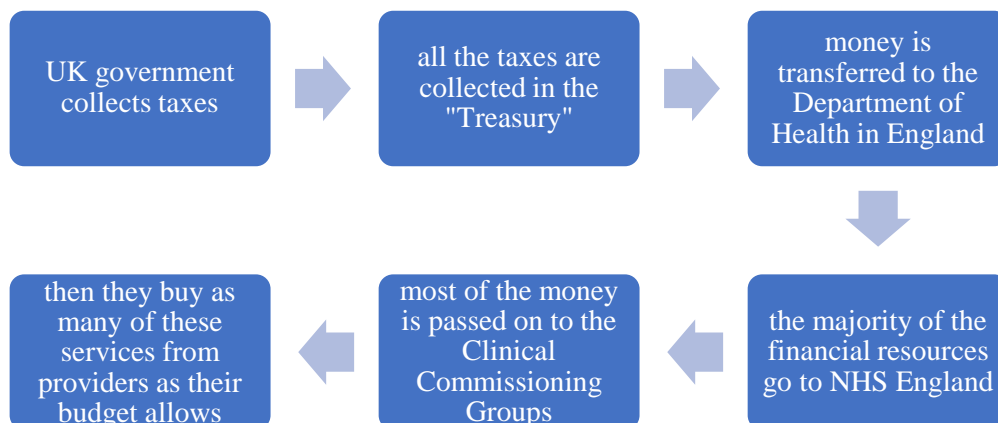 UK government
collects taxes
all the taxes are
collected in the
"Treasury"
money is
transferred to the
Department of
Health in England
the majority of the
financial resources
go to NHS England
most of the money
is passed on to the
Clinical
Commissioning
Groups
then they buy as
many of these
services from
providers as their
budget allows